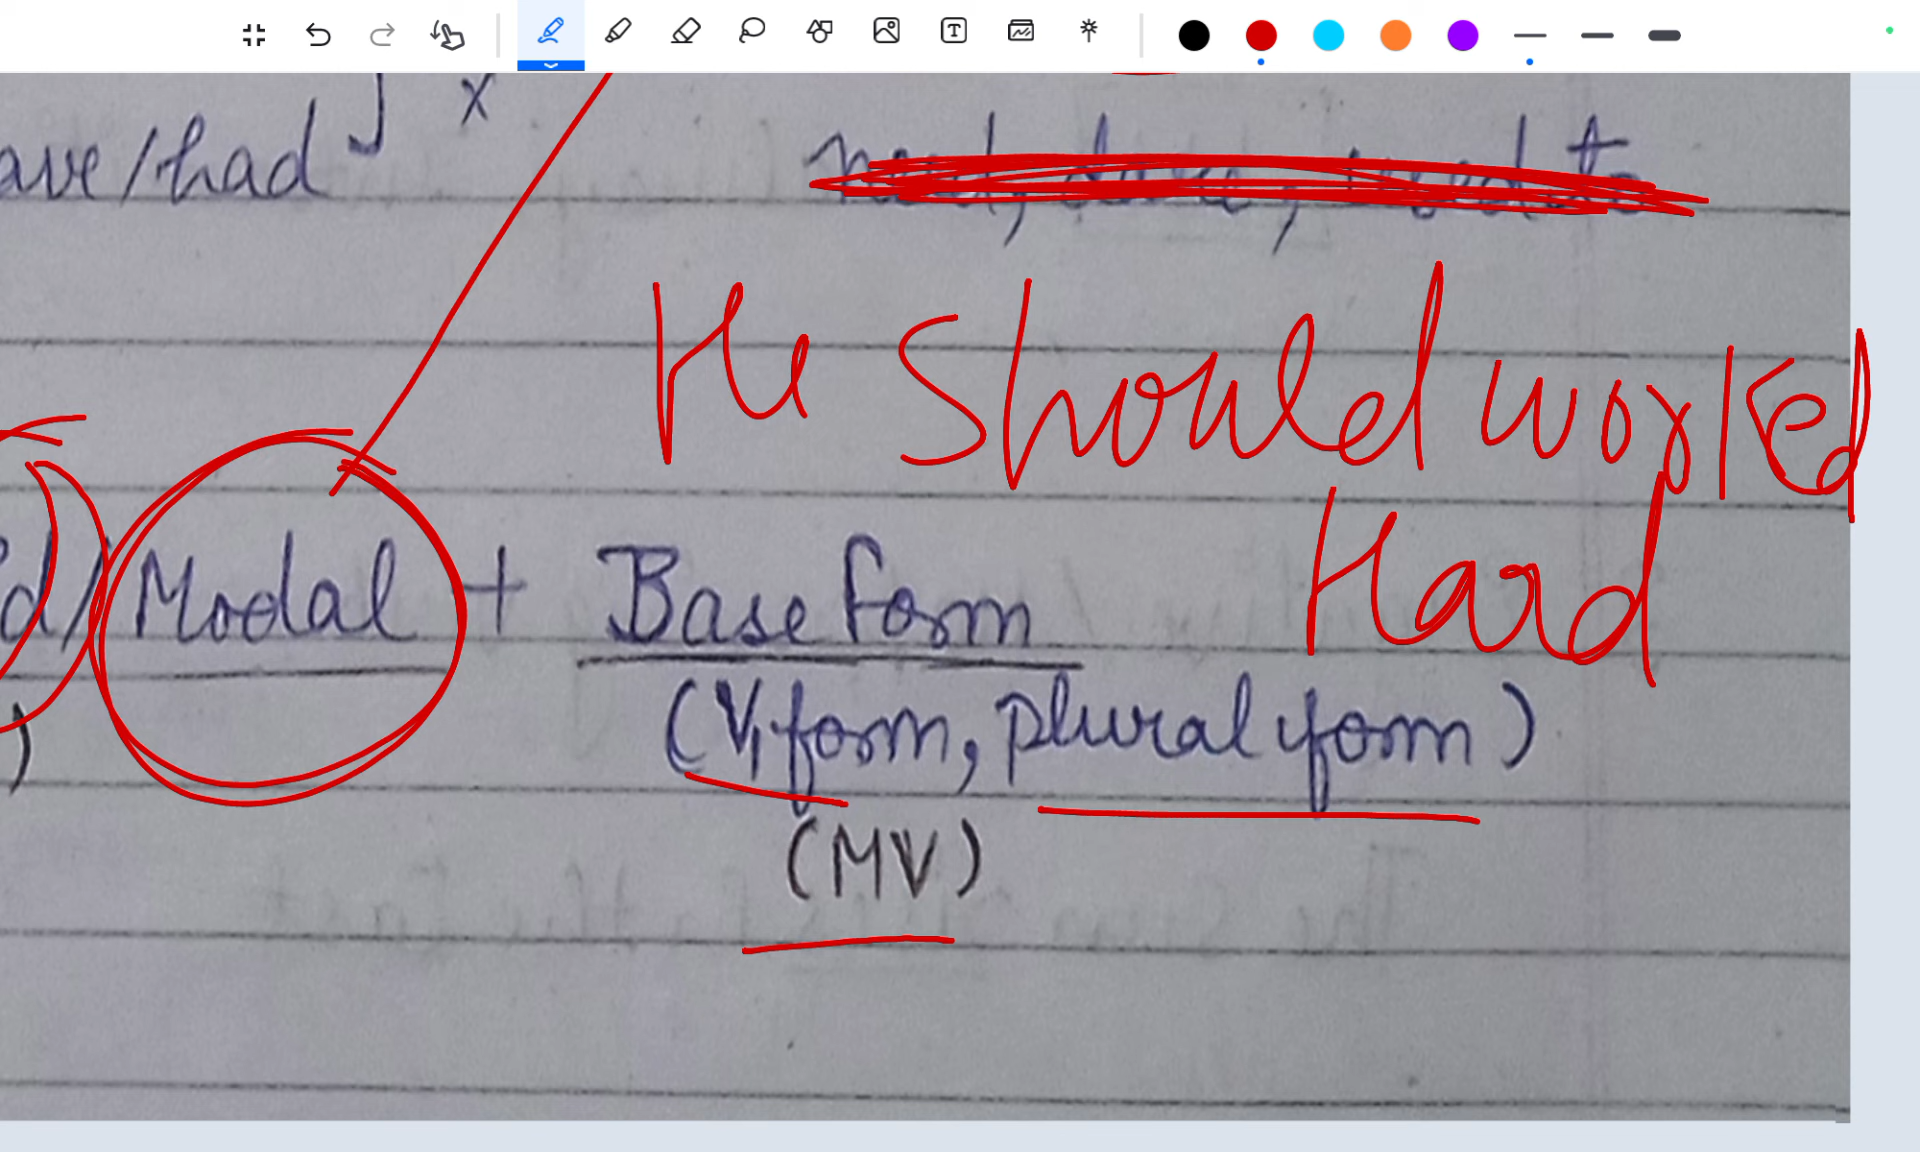 ave/had x
He should worked
Hard
d/Modal + Base form
(V1 form, plural form)
)
(MV)